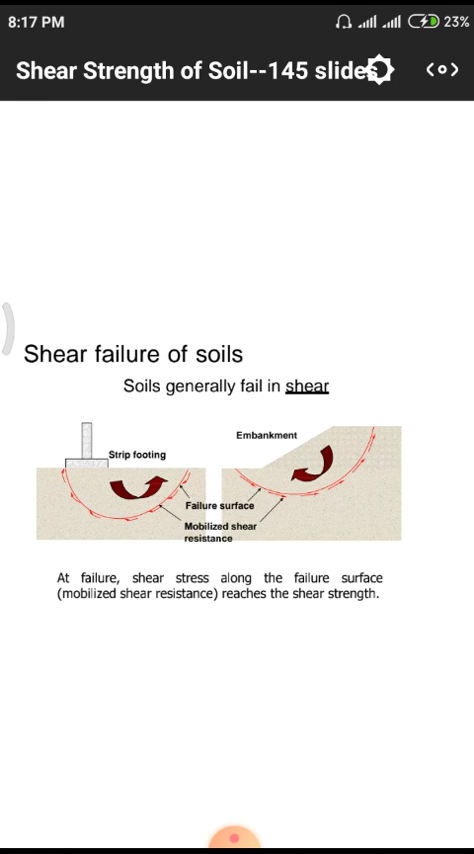 8:17 PM
23%
Shear Strength of Soil--145 slides
Shear failure of soils
Soils generally fail in shear
Embankment
Strip footing
Failure surface
Mobilized shear
resistance
At failure, shear stress along the failure surface
(mobilized shear resistance) reaches the shear strength.